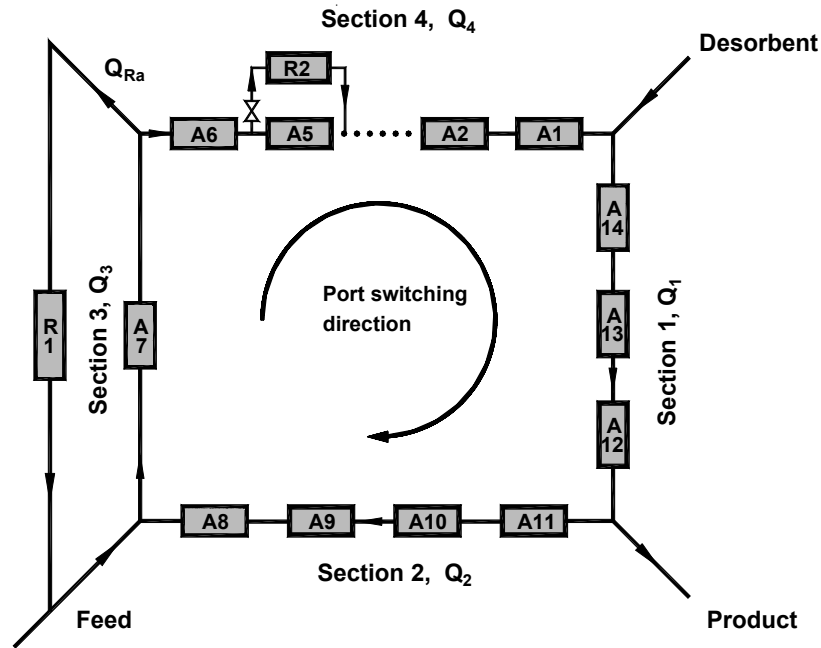 Section 4, Q4
Desorbent
QRa
R2
A6
A5
A2
A1
A
14
Port switching
direction
R
1
Section 3, Q3
A
7
A
13
Section 1, Q1
A
12
A8
A9
A10
A11
Section 2, Q2
Feed
Product